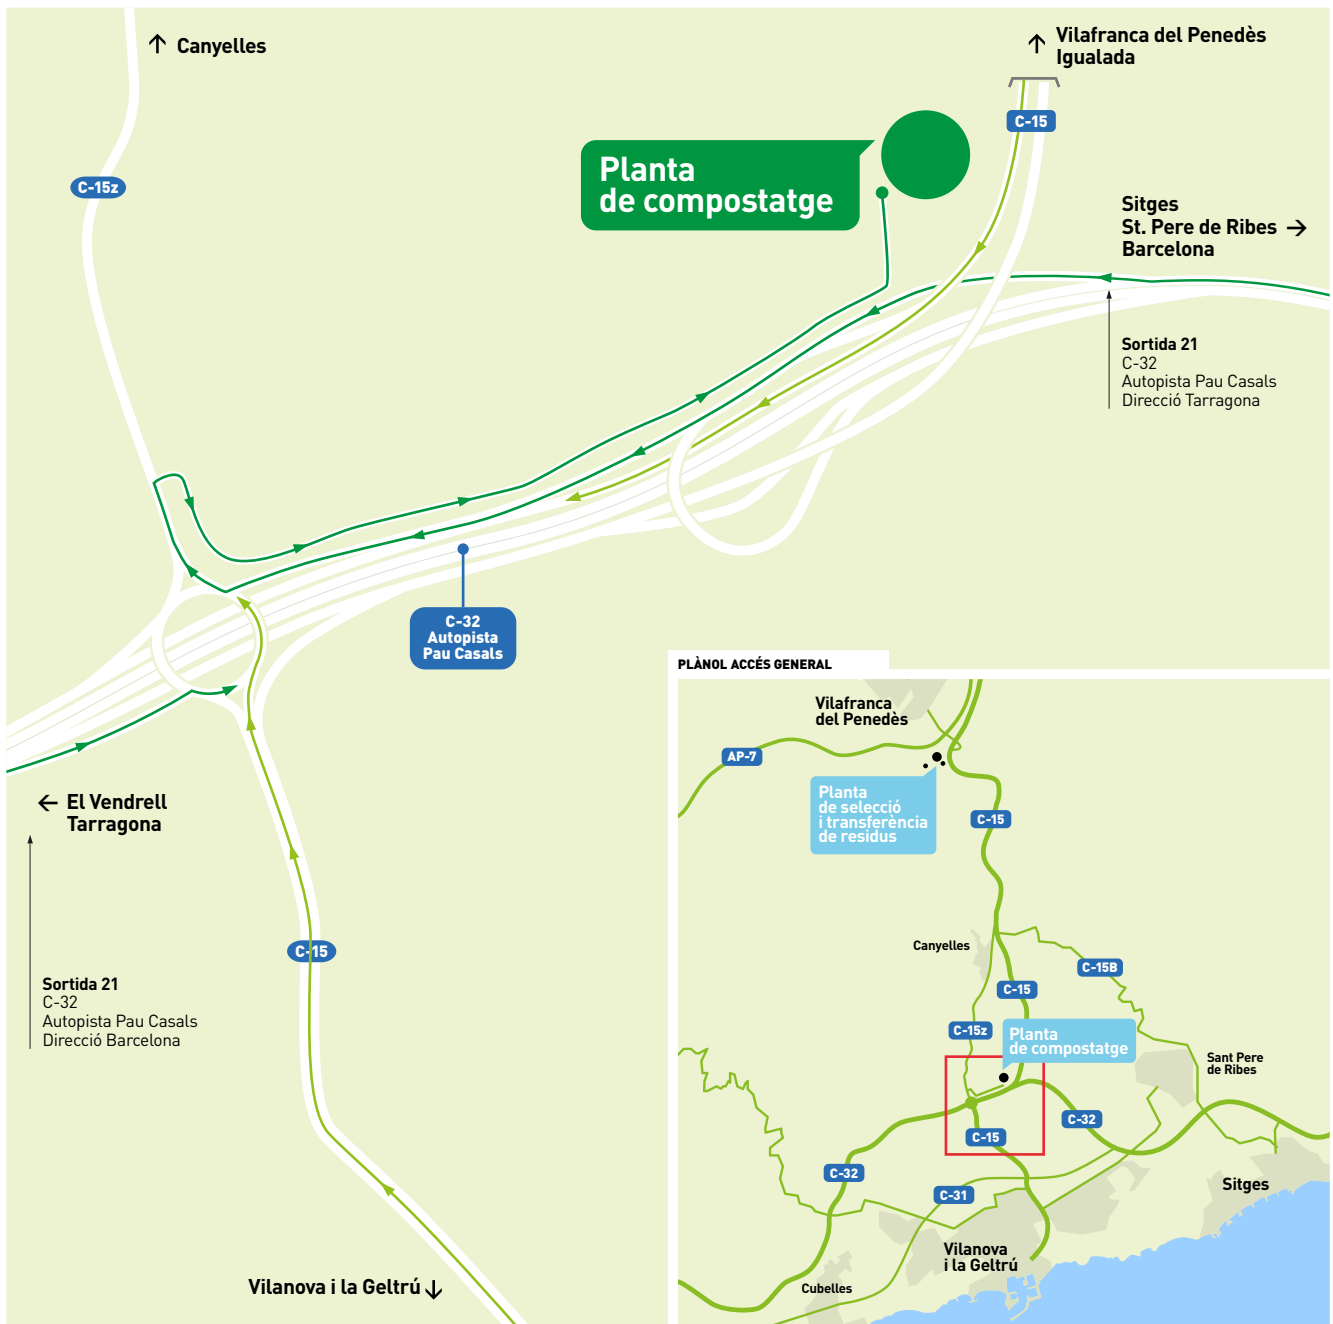 Canyelles
Vilafranca del Penedès
Igualada
C-15
C-15z
Planta
de compostatge
Sitges
St. Pere de Ribes
Barcelona
Sortida 21
C-32
Autopista Pau Casals
Direcció Tarragona
C-32
Autopista
Pau Casals
El Vendrell
Tarragona
Sortida 21
C-32
Autopista Pau Casals
Direcció Barcelona
C-15
Vilanova i la Geltrú
PLÀNOL ACCÉS GENERAL
Vilafranca
del Penedès
AP-7
Planta
de selecció
i transferència
de residus
C-15
Canyelles
C-15B
C-15
C-15z
Planta
de compostatge
Sant Pere
de Ribes
C-32
C-15
C-32
C-31
Sitges
Vilanova
i la Geltrú
Cubelles